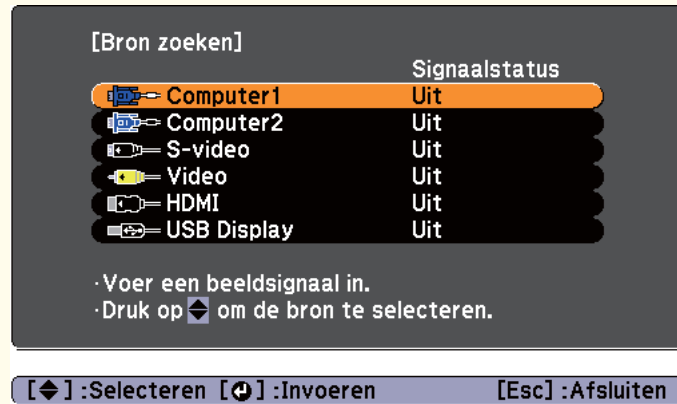 [Bron zoeken]
Signaalstatus
Computer1 Uit
Computer2 Uit
S-video Uit
Video Uit
HDMI Uit
USB Display Uit
·Voer een beeldsignaal in.
·Druk op om de bron te selecteren.
[ ] :Selecteren [ ] :Invoeren [Esc] :Afsluiten